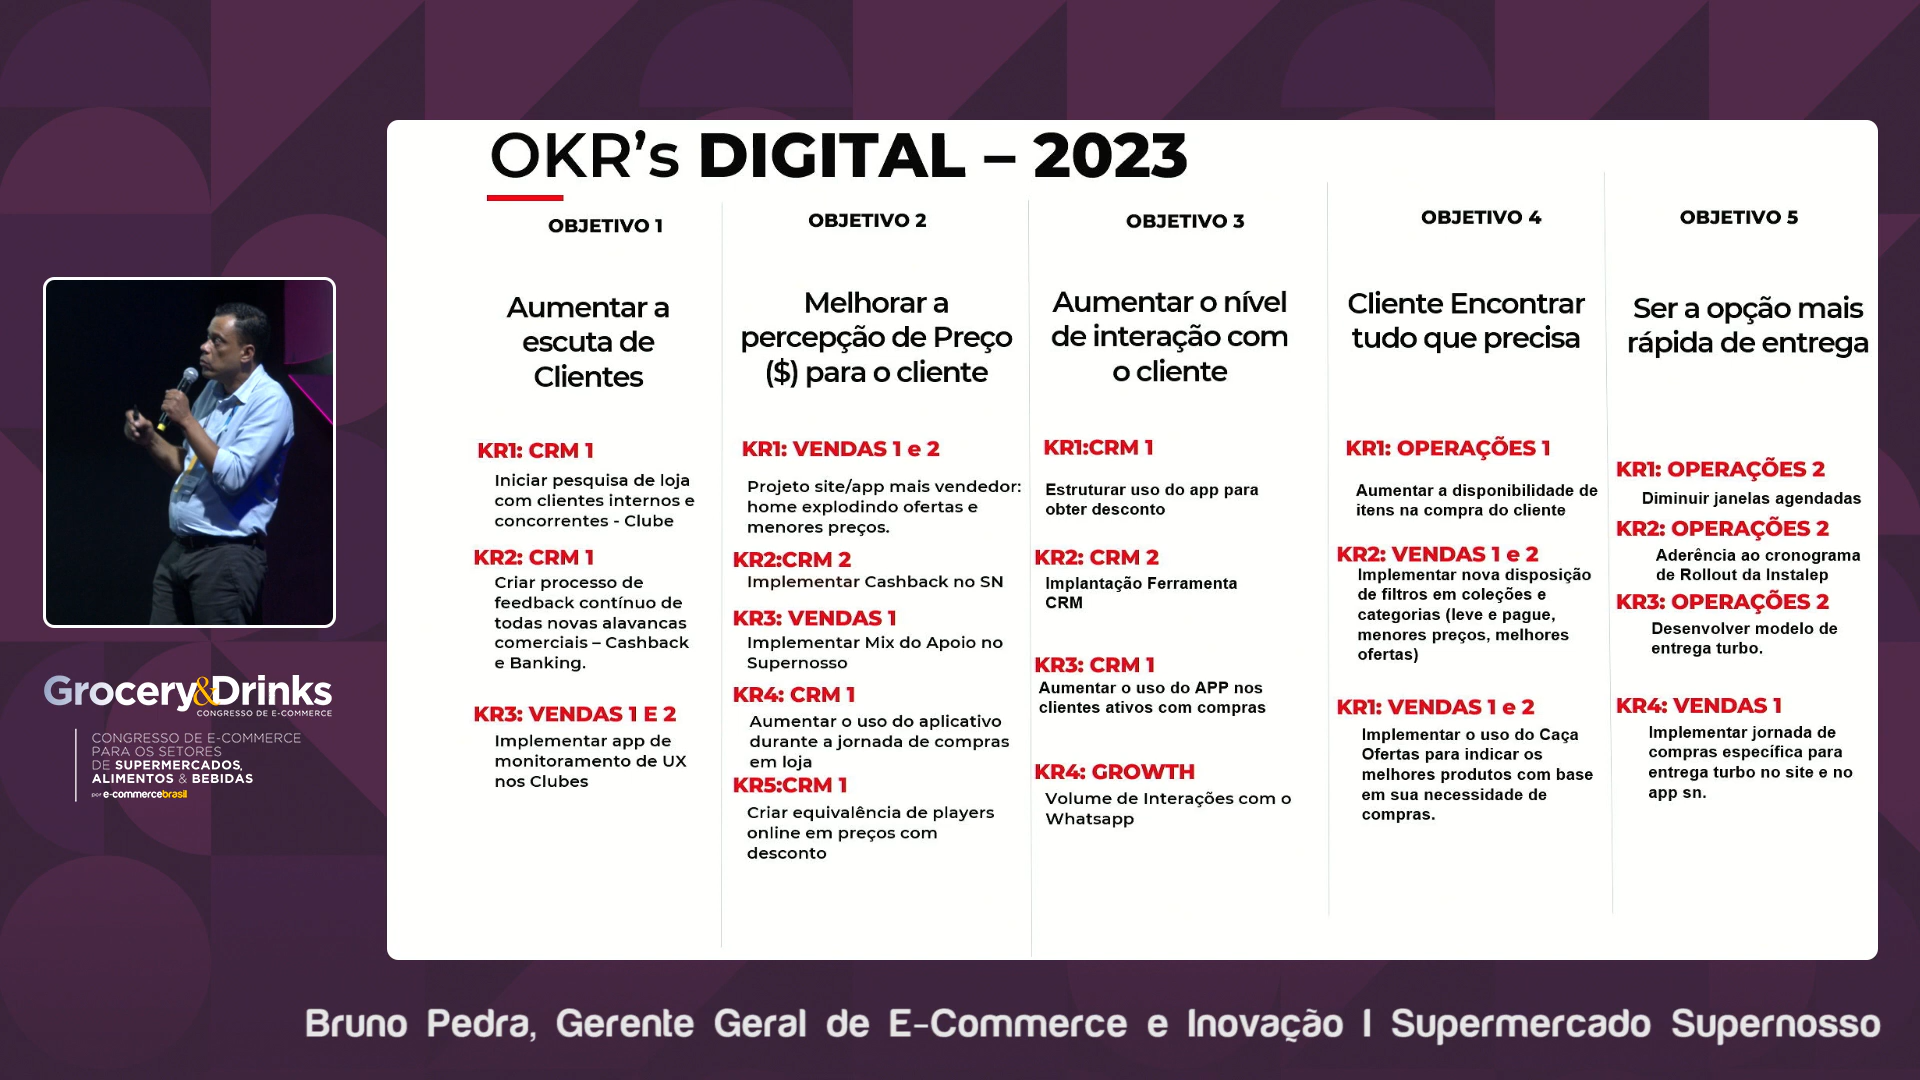 OKR’s DIGITAL – 2023
OBJETIVO 1
Aumentar a
escuta de
Clientes
KR1: CRM 1
Iniciar pesquisa de loja
com clientes internos e
concorrentes - Clube
KR2: CRM 1
Criar processo de
feedback contínuo de
todas novas alavancas
comerciais – Cashback
e Banking.
KR3: VENDAS 1 E 2
Implementar app de
monitoramento de UX
nos Clubes
OBJETIVO 2
Melhorar a
percepção de Preço
($) para o cliente
KR1: VENDAS 1 e 2
Projeto site/app mais vendedor:
home explodindo ofertas e
menores preços.
KR2:CRM 2
Implementar Cashback no SN
KR3: VENDAS 1
Implementar Mix do Apoio no
Supernosso
KR4: CRM 1
Aumentar o uso do aplicativo
durante a jornada de compras
em loja
KR5:CRM 1
Criar equivalência de players
online em preços com
desconto
OBJETIVO 3
Aumentar o nível
de interação com
o cliente
KR1:CRM 1
Estruturar uso do app para
obter desconto
KR2: CRM 2
Implantação Ferramenta
CRM
KR3: CRM 1
Aumentar o uso do APP nos
clientes ativos com compras
KR4: GROWTH
Volume de Interações com o
Whatsapp
OBJETIVO 4
Cliente Encontrar
tudo que precisa
KR1: OPERAÇÕES 1
Aumentar a disponibilidade de
itens na compra do cliente
KR2: VENDAS 1 e 2
Implementar nova disposição
de filtros em coleções e
categorias (leve e pague,
menores preços, melhores
ofertas)
KR1: VENDAS 1 e 2
Implementar o uso do Caça
Ofertas para indicar os
melhores produtos com base
em sua necessidade de
compras.
OBJETIVO 5
Ser a opção mais
rápida de entrega
KR1: OPERAÇÕES 2
Diminuir janelas agendadas
KR2: OPERAÇÕES 2
Aderência ao cronograma
de Rollout da Instalep
KR3: OPERAÇÕES 2
Desenvolver modelo de
entrega turbo.
KR4: VENDAS 1
Implementar jornada de
compras específica para
entrega turbo no site e no
app sn.
Grocery&Drinks
CONGRESSO DE E-COMMERCE
CONGRESSO DE E-COMMERCE
PARA OS SETORES
DE SUPERMERCADOS,
ALIMENTOS & BEBIDAS
por e-commercebrasil
Bruno Pedra, Gerente Geral de E-Commerce e Inovação | Supermercado Supernosso